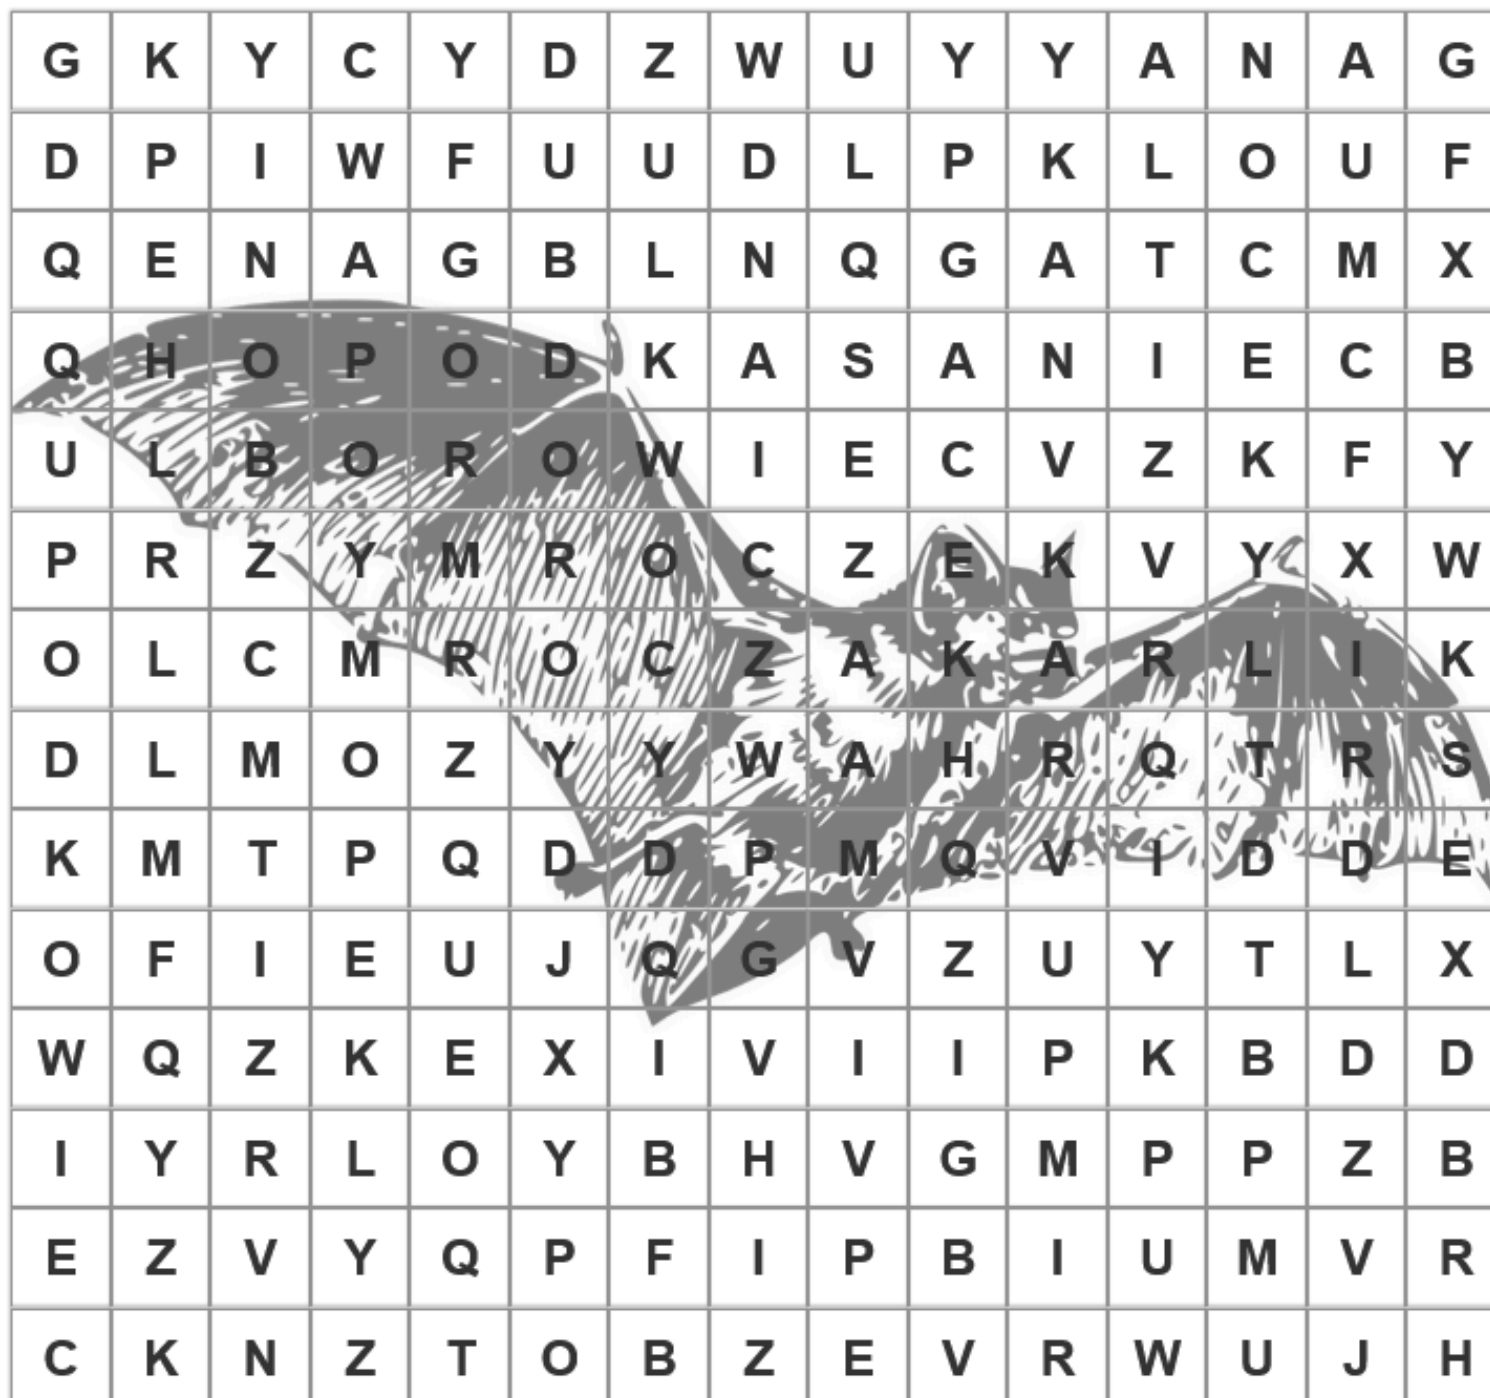 G K Y C Y D Z W U Y Y A N A G
D P I W F U U D L P K L O U F
Q E N A G B L N Q G A T C M X
Q H O P O D K A S A N I E C B
U L B O R O W I E C V Z K F Y
P R Z Y M R O C Z E K V Y X W
O L C M R O C Z A K A R L I K
D L M O Z Y Y W A H R Q T R S
K M T P Q D D P M Q V I D D E
O F I E U J Q G V Z U Y T L X
W Q Z K E X I V I I P K B D D
I Y R L O Y B H V G M P P Z B
E Z V Y Q P F I P B I U M V R
C K N Z T O B Z E V R W U J H